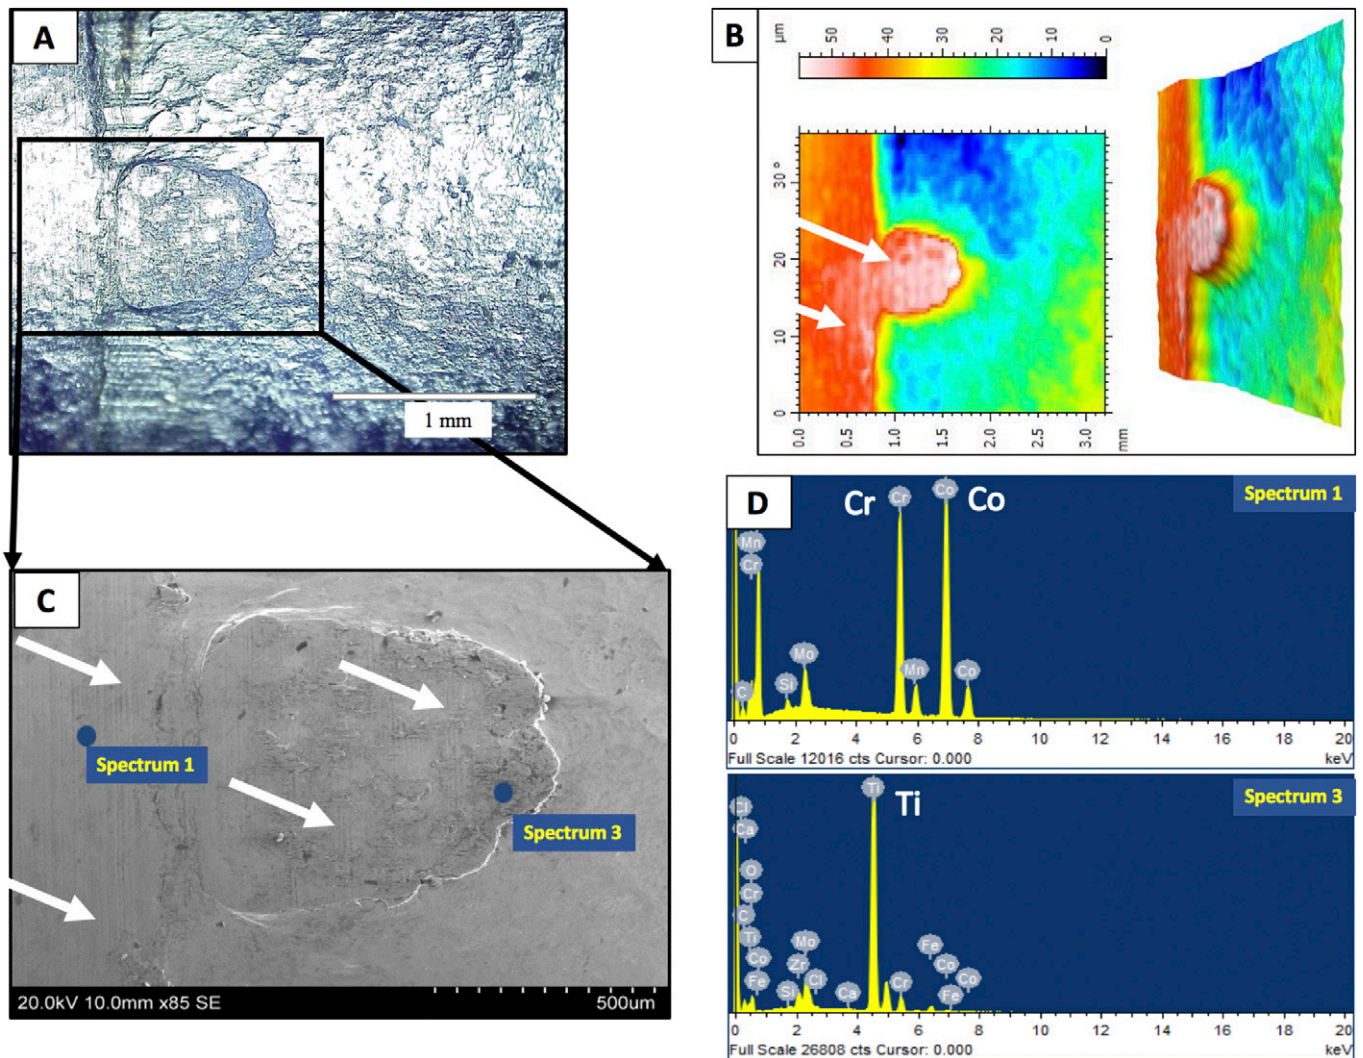 A
1 mm
B
µm
50
40
30
20
10
0
30 °
20
10
0
0.0
0.5
1.0
1.5
2.0
2.5
3.0
mm
C
Spectrum 1
Spectrum 3
20.0kV 10.0mm x85 SE
500um
D
Spectrum 1
Cr
Co
Mn
Cr
C
Si
Mo
Cr
Mn
Co
Co
0 2 4 6 8 10 12 14 16 18 20
Full Scale 12016 cts Cursor: 0.000 keV
Spectrum 3
Ti
Cl
Ca
O
Cr
C
Ti
Co
Fe
Si
Mo
Zr
Cl
Ca
Ti
Cr
Fe
Co
Fe
Co
0 2 4 6 8 10 12 14 16 18 20
Full Scale 26808 cts Cursor: 0.000 keV